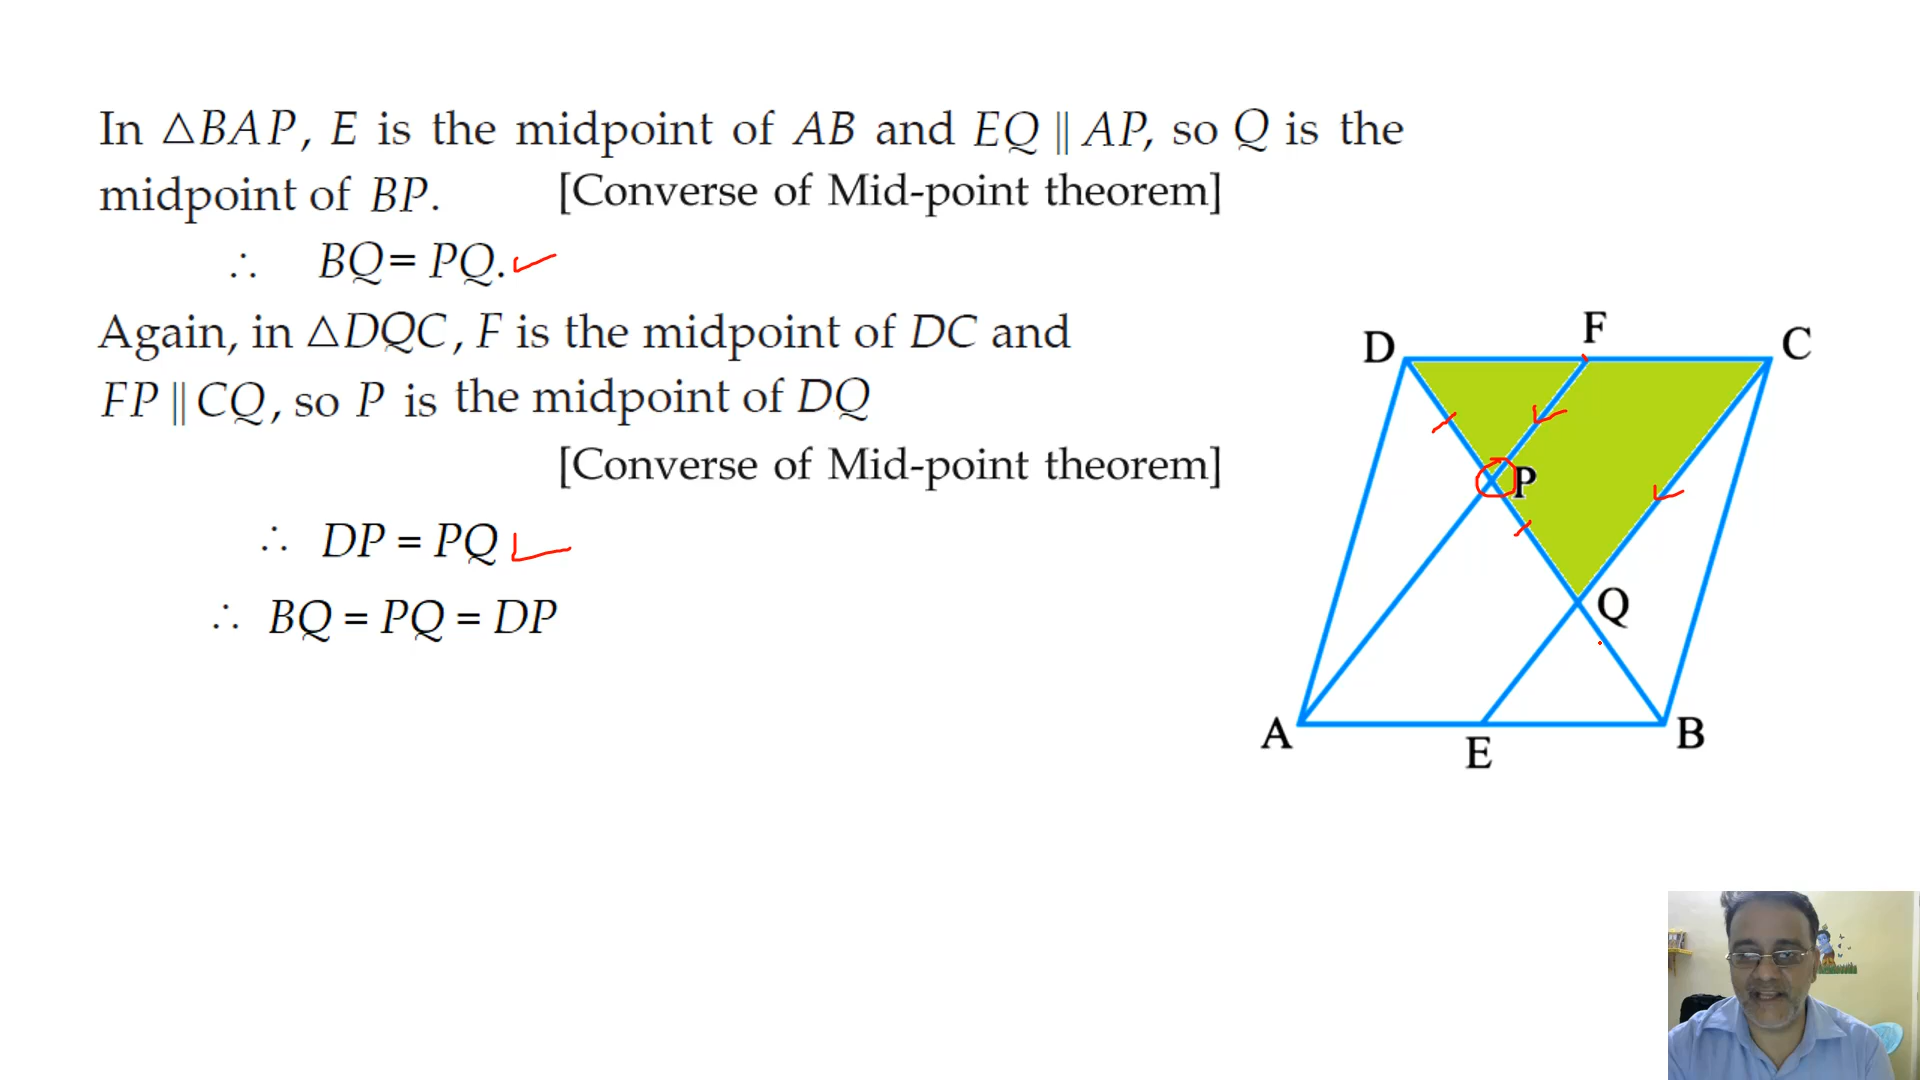 In △BAP, E is the midpoint of AB and EQ || AP, so Q is the
midpoint of BP. [Converse of Mid-point theorem]
∴ BQ = PQ.
Again, in △DQC, F is the midpoint of DC and
FP || CQ, so P is the midpoint of DQ
[Converse of Mid-point theorem]
∴ DP = PQ
∴ BQ = PQ = DP
D F C
P
Q
A E B